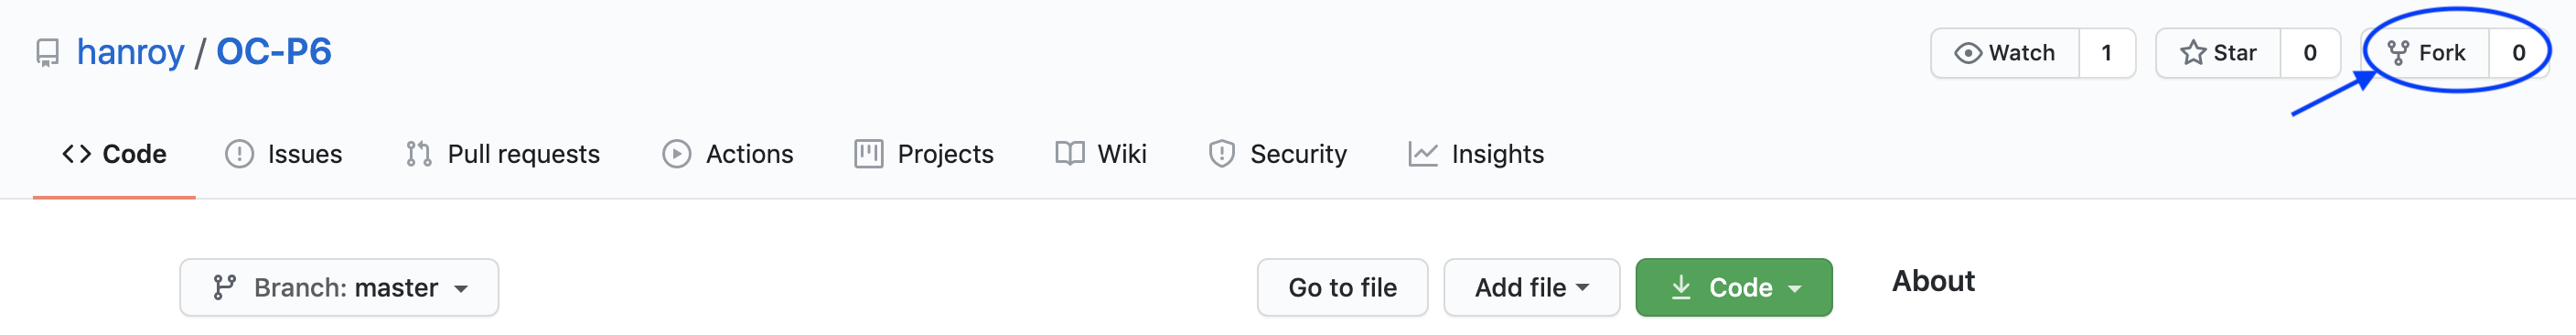 hanroy / OC-P6
Watch 1 Star 0 Fork 0
Code Issues Pull requests Actions Projects Wiki Security Insights
Branch: master Go to file Add file Code About